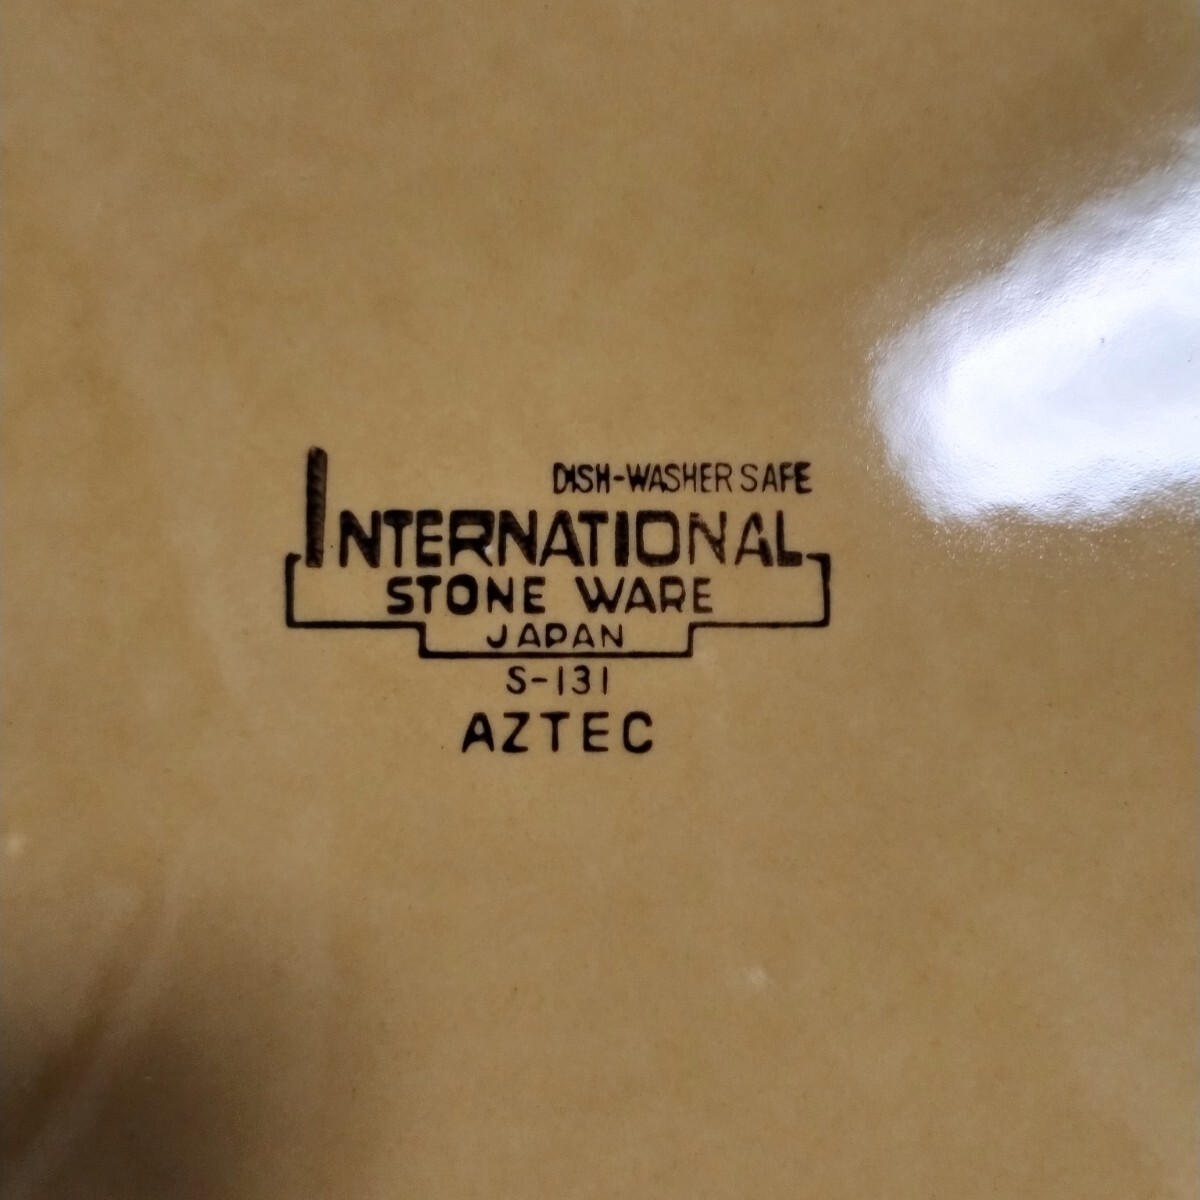 DISH-WASHER SAFE
INTERNATIONAL
STONE WARE
JAPAN
S-131
AZTEC